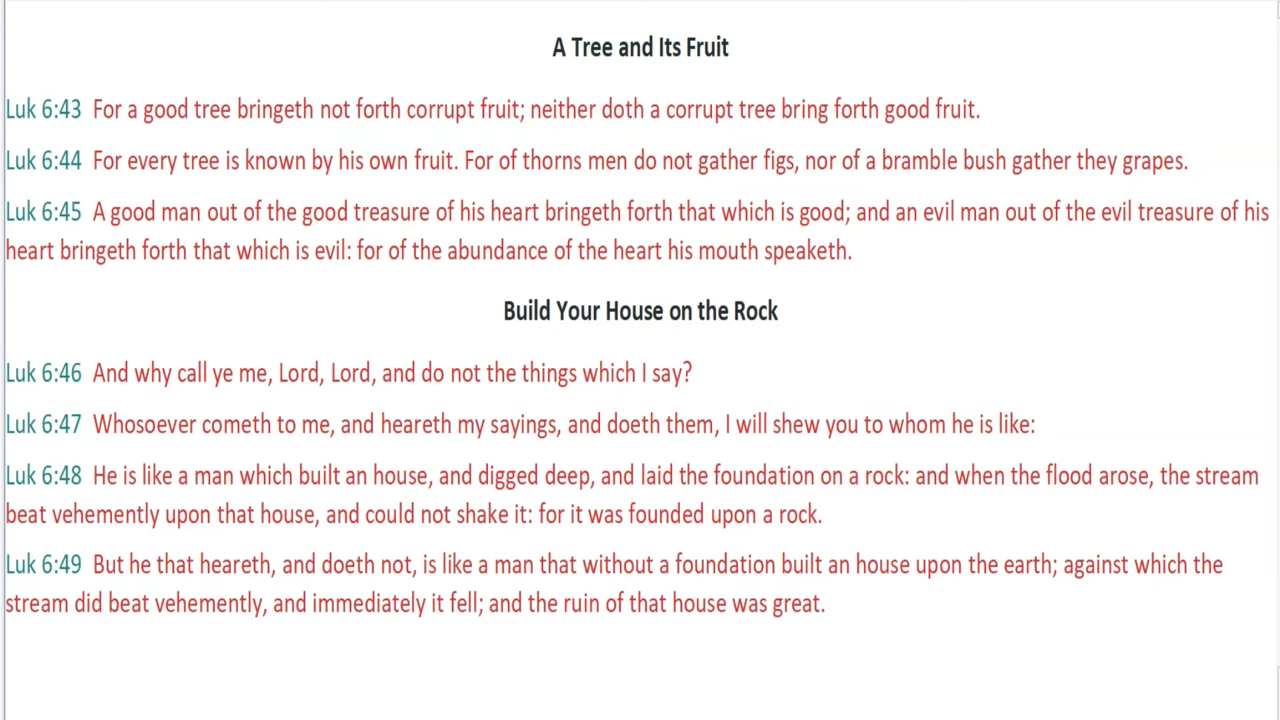 A Tree and Its Fruit
Luk 6:43 For a good tree bringeth not forth corrupt fruit; neither doth a corrupt tree bring forth good fruit.
Luk 6:44 For every tree is known by his own fruit. For of thorns men do not gather figs, nor of a bramble bush gather they grapes.
Luk 6:45 A good man out of the good treasure of his heart bringeth forth that which is good; and an evil man out of the evil treasure of his
heart bringeth forth that which is evil: for of the abundance of the heart his mouth speaketh.
Build Your House on the Rock
Luk 6:46 And why call ye me, Lord, Lord, and do not the things which I say?
Luk 6:47 Whosoever cometh to me, and heareth my sayings, and doeth them, I will shew you to whom he is like:
Luk 6:48 He is like a man which built an house, and digged deep, and laid the foundation on a rock: and when the flood arose, the stream
beat vehemently upon that house, and could not shake it: for it was founded upon a rock.
Luk 6:49 But he that heareth, and doeth not, is like a man that without a foundation built an house upon the earth; against which the
stream did beat vehemently, and immediately it fell; and the ruin of that house was great.